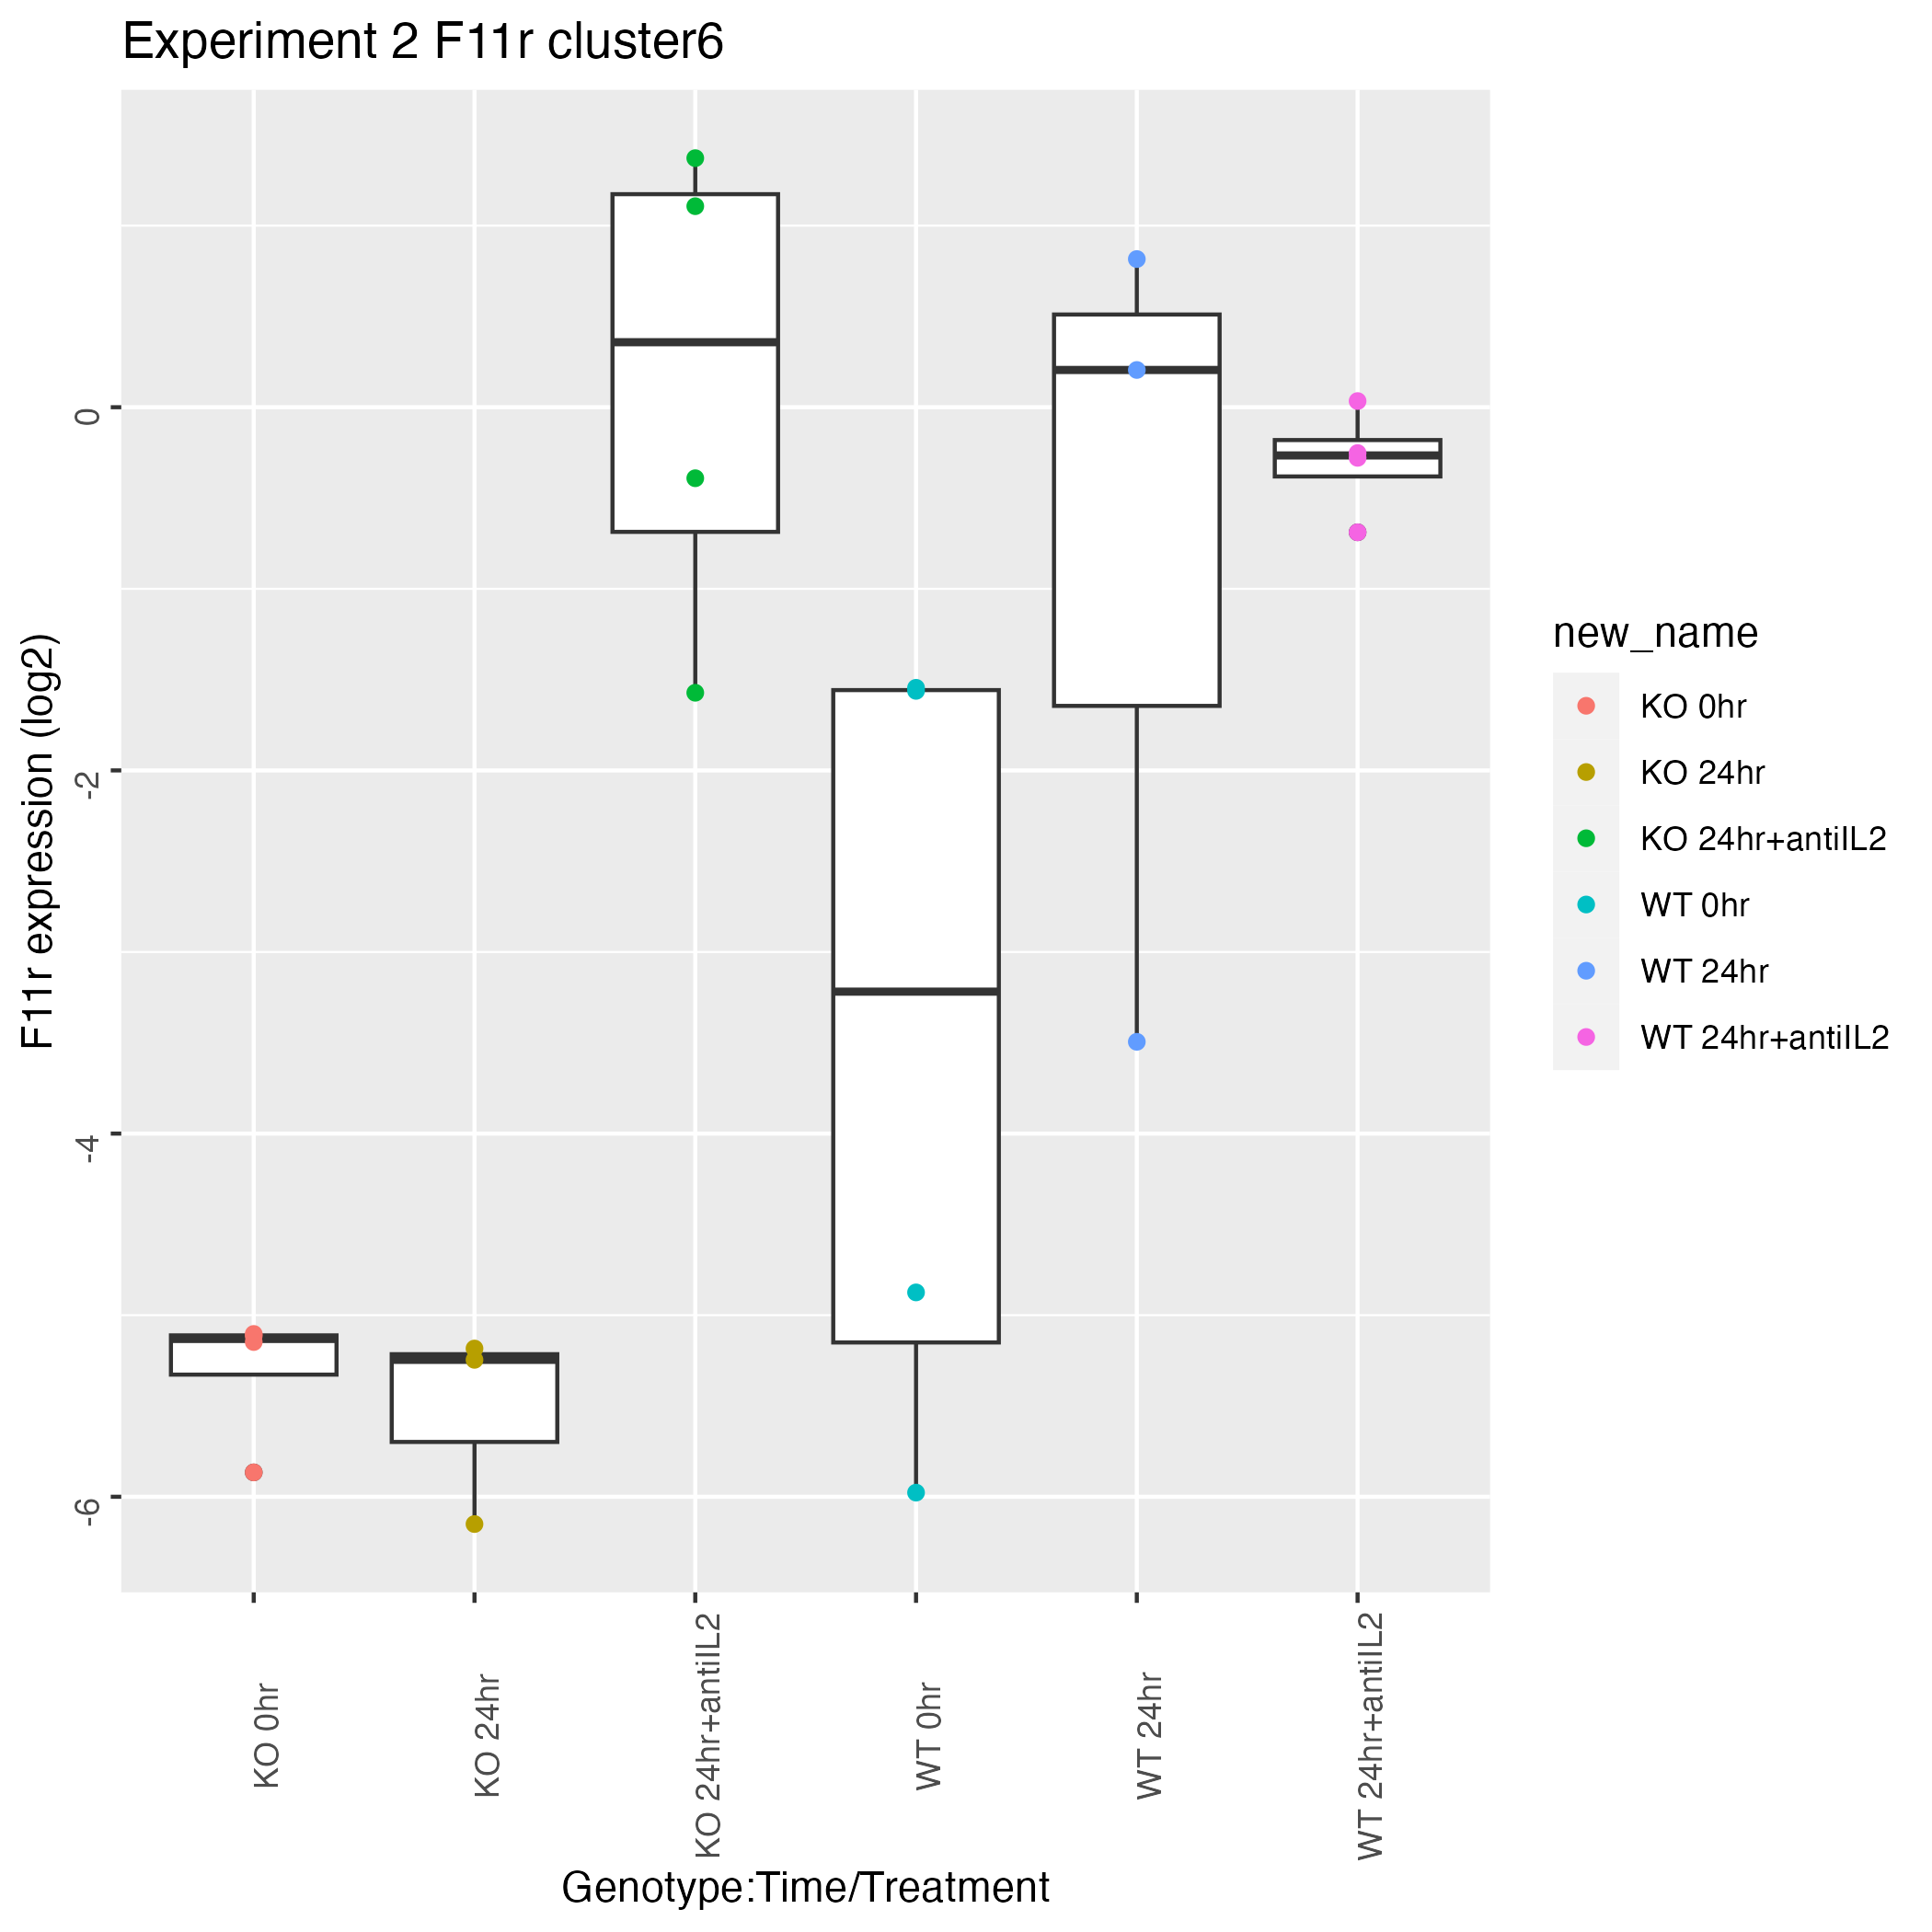 Experiment 2 F11r cluster6
F11r expression (log2)
0
-2
-4
-6
KO 0hr
KO 24hr
KO 24hr+antiIL2
WT 0hr
WT 24hr
WT 24hr+antiIL2
Genotype:Time/Treatment
new_name
KO 0hr
KO 24hr
KO 24hr+antiIL2
WT 0hr
WT 24hr
WT 24hr+antiIL2